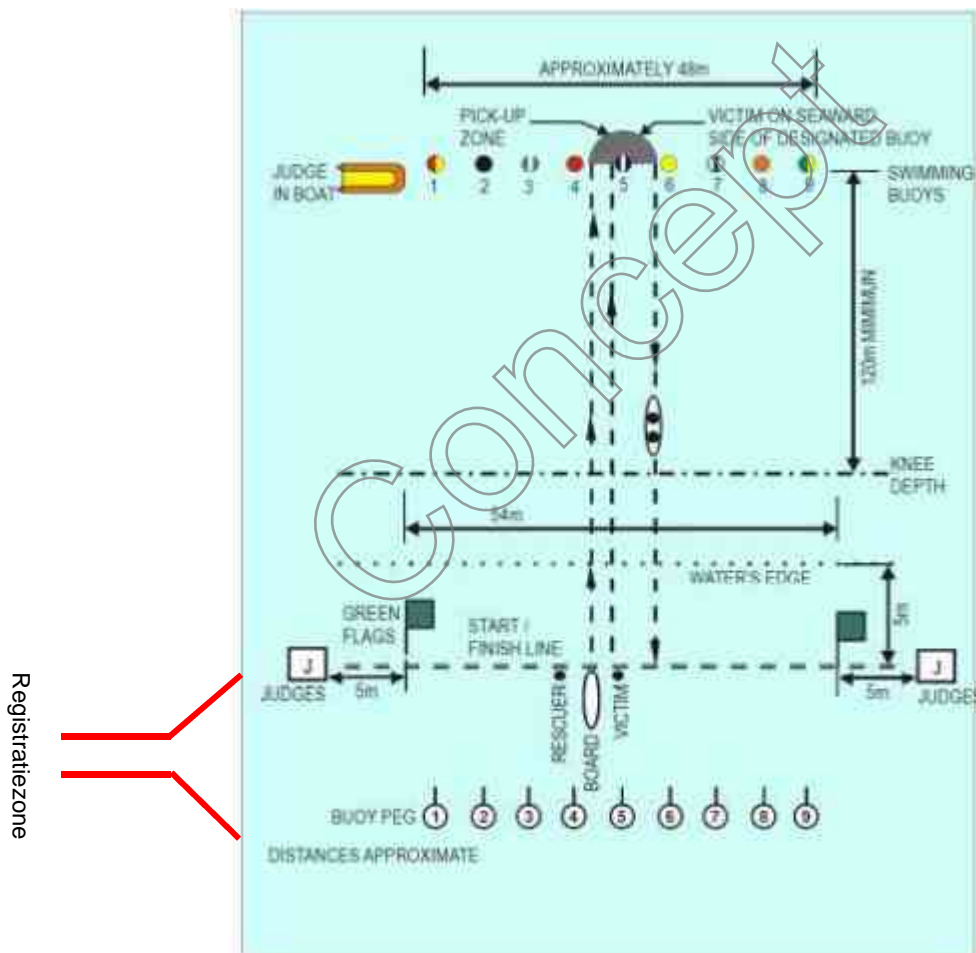 APPROXIMATELY 48m
PICK-UP
ZONE
VICTIM ON SEAWARD
SIDE OF DESIGNATED BUOY
JUDGE
IN BOAT
1 2 3 4 5 6 7 8 9
SWIMMING
BUOYS
120m MIMIMUN
KNEE
DEPTH
54m
WATER'S EDGE
5m
GREEN
FLAGS
START /
FINISH LINE
J
JUDGES
5m
RESCUER
BOARD
VICTIM
5m
J
JUDGES
BUOY PEG 1 2 3 4 5 6 7 8 9
DISTANCES APPROXIMATE
Registratiezone
Concept